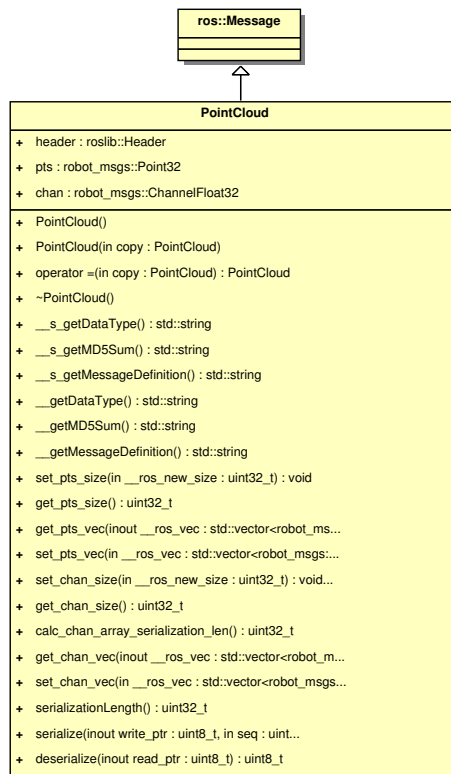 ros::Message
PointCloud
+ header : roslib::Header
+ pts : robot_msgs::Point32
+ chan : robot_msgs::ChannelFloat32
+ PointCloud()
+ PointCloud(in copy : PointCloud)
+ operator =(in copy : PointCloud) : PointCloud
+ ~PointCloud()
+ __s_getDataType() : std::string
+ __s_getMD5Sum() : std::string
+ __s_getMessageDefinition() : std::string
+ __getDataType() : std::string
+ __getMD5Sum() : std::string
+ __getMessageDefinition() : std::string
+ set_pts_size(in __ros_new_size : uint32_t) : void
+ get_pts_size() : uint32_t
+ get_pts_vec(inout __ros_vec : std::vector<robot_ms...
+ set_pts_vec(in __ros_vec : std::vector<robot_msgs:...
+ set_chan_size(in __ros_new_size : uint32_t) : void...
+ get_chan_size() : uint32_t
+ calc_chan_array_serialization_len() : uint32_t
+ get_chan_vec(inout __ros_vec : std::vector<robot_m...
+ set_chan_vec(in __ros_vec : std::vector<robot_msgs...
+ serializationLength() : uint32_t
+ serialize(inout write_ptr : uint8_t, in seq : uint...
+ deserialize(inout read_ptr : uint8_t) : uint8_t